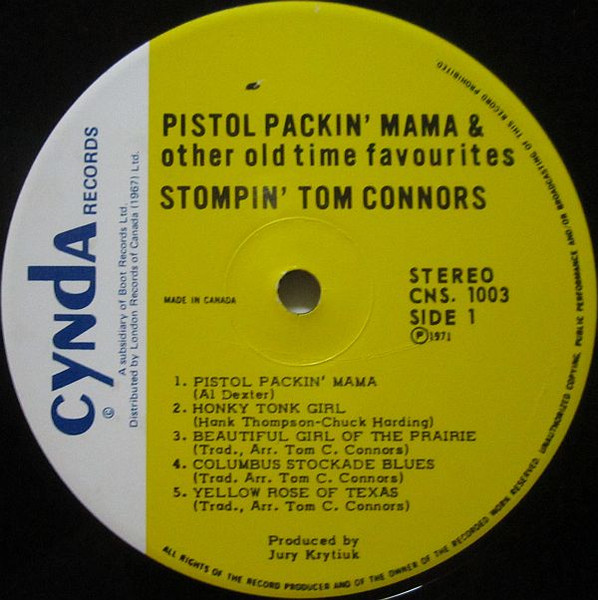 PISTOL PACKIN' MAMA &
other old time favourites
STOMPIN' TOM CONNORS
STEREO
CNS. 1003
SIDE 1
Ⓟ 1971
MADE IN CANADA
1. PISTOL PACKIN' MAMA
(Al Dexter)
2. HONKY TONK GIRL
(Hank Thompson-Chuck Harding)
3. BEAUTIFUL GIRL OF THE PRAIRIE
(Trad., Arr. Tom C. Connors)
4. COLUMBUS STOCKADE BLUES
(Trad. Arr. Tom C. Connors)
5. YELLOW ROSE OF TEXAS
(Trad., Arr. Tom C. Connors)
Produced by
Jury Krytiuk
cyndA RECORDS
©
A subsidiary of Boot Records Ltd.
Distributed by London Records of Canada (1967) Ltd.
ALL RIGHTS OF THE RECORD PRODUCER AND OF THE OWNER OF THE RECORDED WORK RESERVED. UNAUTHORIZED COPYING, PUBLIC PERFORMANCE AND/OR BROADCASTING OF THIS RECORD PROHIBITED